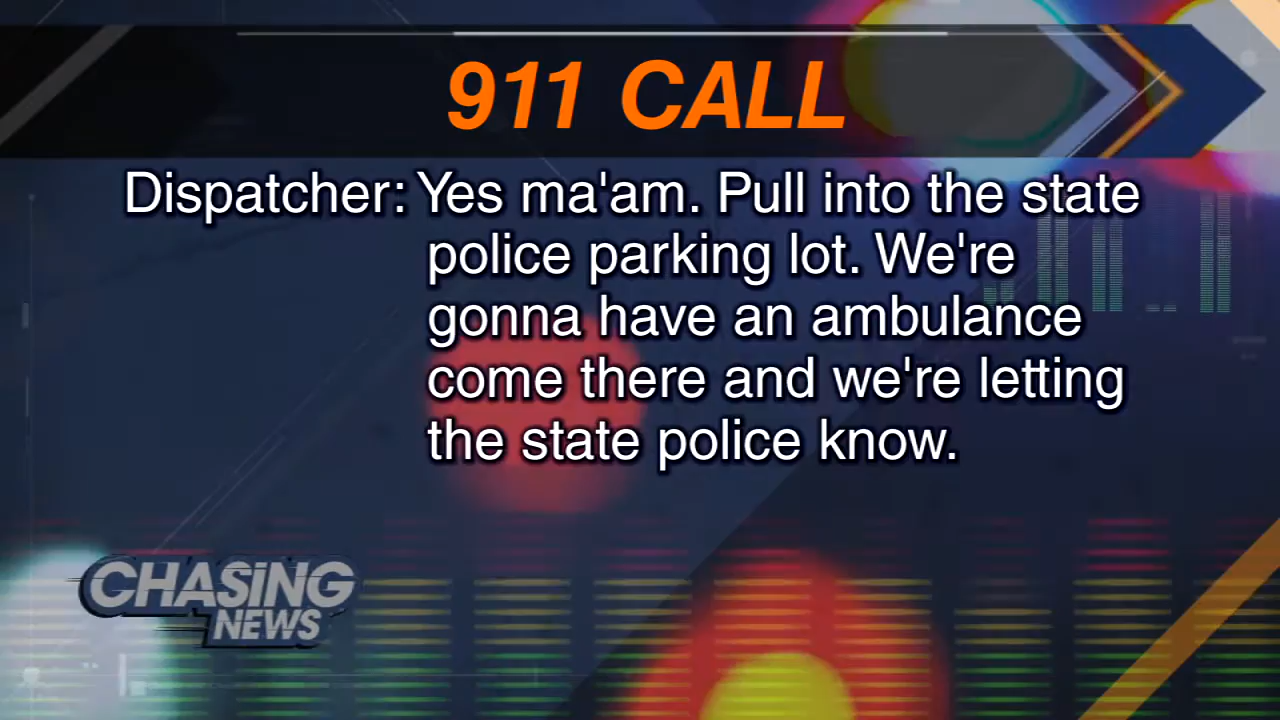 911 CALL
Dispatcher: Yes ma'am. Pull into the state
police parking lot. We're
gonna have an ambulance
come there and we're letting
the state police know.
CHASiNG
NEWS